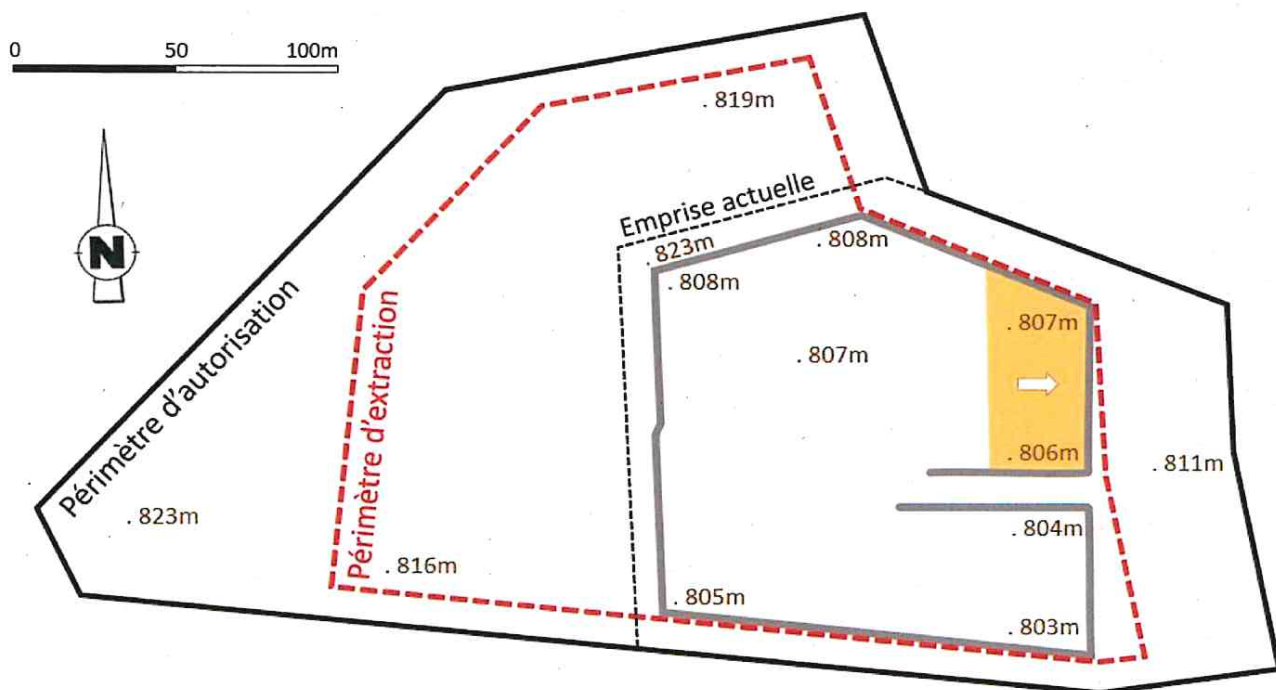 0 50 100m
. 819m
N
Emprise actuelle
. 823m
. 808m
. 808m
. 807m
. 807m
Périmètre d'autorisation
Périmètre d'extraction
. 806m
. 811m
. 823m
. 804m
. 816m
. 805m
. 803m